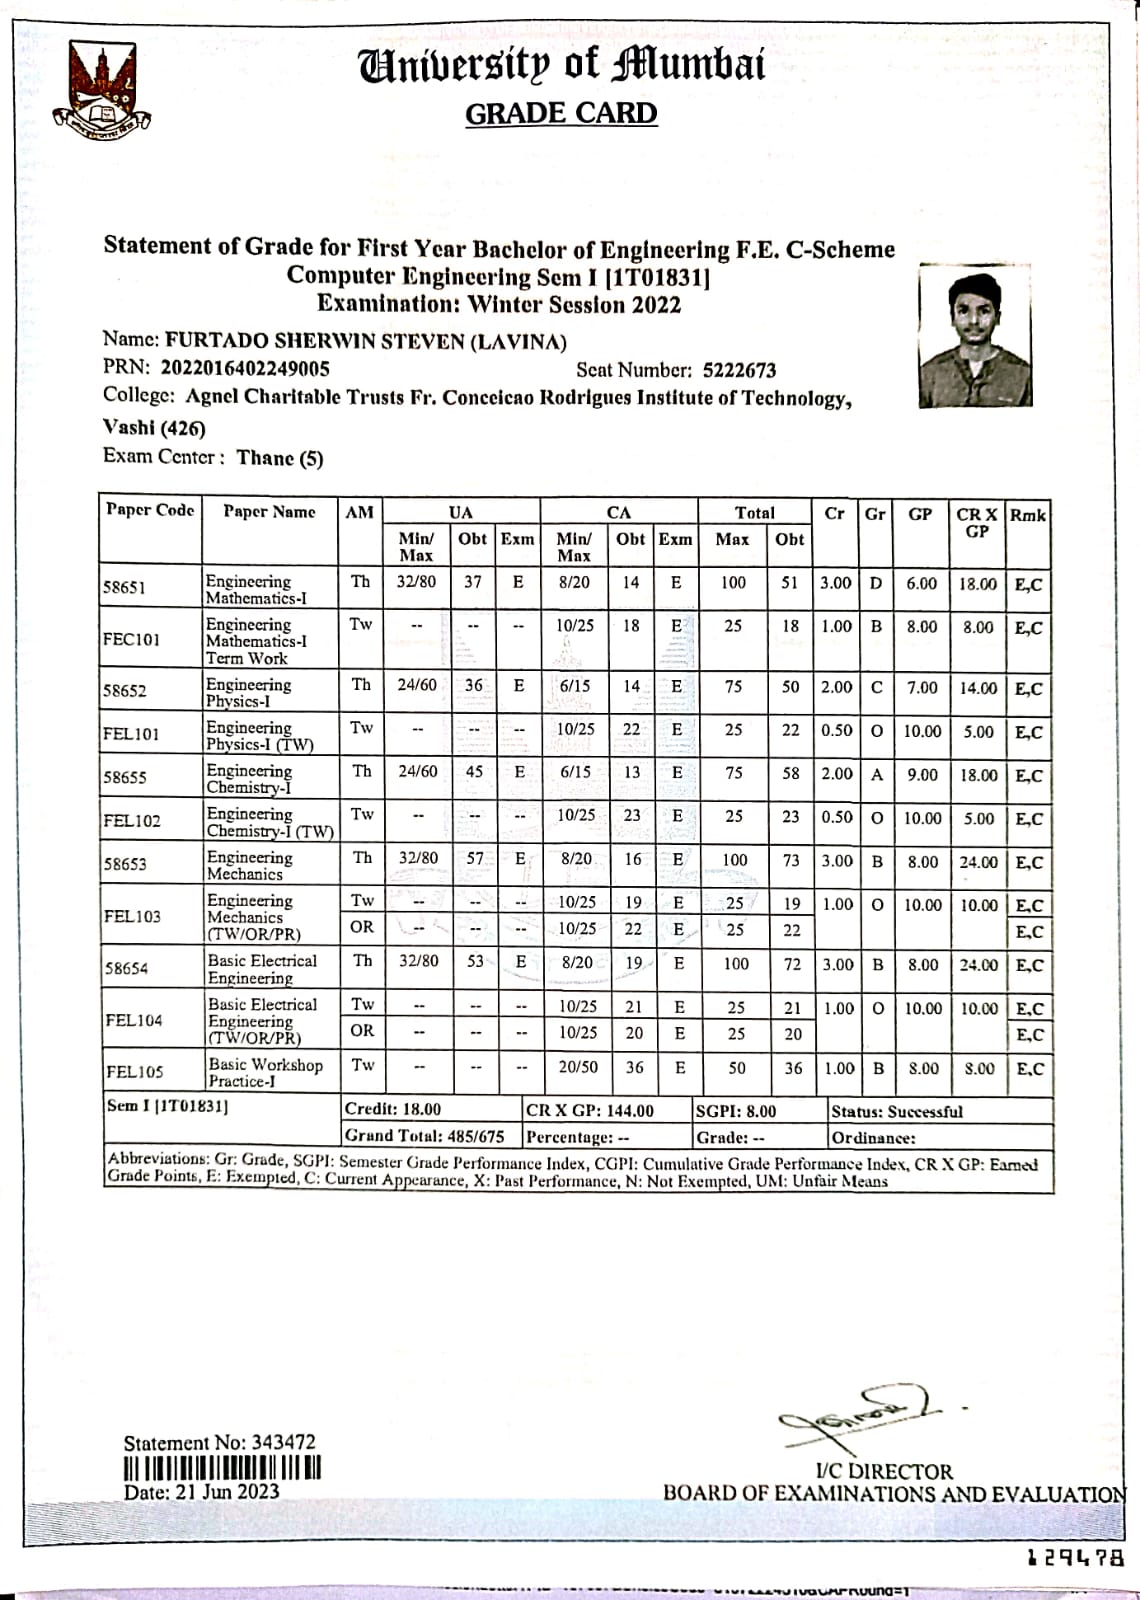 University of Mumbai
GRADE CARD
Statement of Grade for First Year Bachelor of Engineering F.E. C-Scheme
Computer Engineering Sem I [1T01831]
Examination: Winter Session 2022
Name: FURTADO SHERWIN STEVEN (LAVINA)
PRN: 2022016402249005 Seat Number: 5222673
College: Agnel Charitable Trusts Fr. Conceicao Rodrigues Institute of Technology,
Vashi (426)
Exam Center : Thane (5)
Paper Code Paper Name AM UA CA Total Cr Gr GP CR X GP Rmk
Min/Max Obt Exm Min/Max Obt Exm Max Obt
58651 Engineering Mathematics-I Th 32/80 37 E 8/20 14 E 100 51 3.00 D 6.00 18.00 E,C
FEC101 Engineering Mathematics-I Term Work Tw -- -- -- 10/25 18 E 25 18 1.00 B 8.00 8.00 E,C
58652 Engineering Physics-I Th 24/60 36 E 6/15 14 E 75 50 2.00 C 7.00 14.00 E,C
FEL101 Engineering Physics-I (TW) Tw -- -- -- 10/25 22 E 25 22 0.50 O 10.00 5.00 E,C
58655 Engineering Chemistry-I Th 24/60 45 E 6/15 13 E 75 58 2.00 A 9.00 18.00 E,C
FEL102 Engineering Chemistry-I (TW) Tw -- -- -- 10/25 23 E 25 23 0.50 O 10.00 5.00 E,C
58653 Engineering Mechanics Th 32/80 57 E 8/20 16 E 100 73 3.00 B 8.00 24.00 E,C
FEL103 Engineering Mechanics (TW/OR/PR) Tw -- -- -- 10/25 19 E 25 19 1.00 O 10.00 10.00 E,C
OR -- -- -- 10/25 22 E 25 22 E,C
58654 Basic Electrical Engineering Th 32/80 53 E 8/20 19 E 100 72 3.00 B 8.00 24.00 E,C
FEL104 Basic Electrical Engineering (TW/OR/PR) Tw -- -- -- 10/25 21 E 25 21 1.00 O 10.00 10.00 E,C
OR -- -- -- 10/25 20 E 25 20 E,C
FEL105 Basic Workshop Practice-I Tw -- -- -- 20/50 36 E 50 36 1.00 B 8.00 8.00 E,C
Sem I [1T01831] Credit: 18.00 CR X GP: 144.00 SGPI: 8.00 Status: Successful
Grand Total: 485/675 Percentage: -- Grade: -- Ordinance:
Abbreviations: Gr: Grade, SGPI: Semester Grade Performance Index, CGPI: Cumulative Grade Performance Index, CR X GP: Earned
Grade Points, E: Exempted, C: Current Appearance, X: Past Performance, N: Not Exempted, UM: Unfair Means
Statement No: 343472
Date: 21 Jun 2023
I/C DIRECTOR
BOARD OF EXAMINATIONS AND EVALUATION
129478